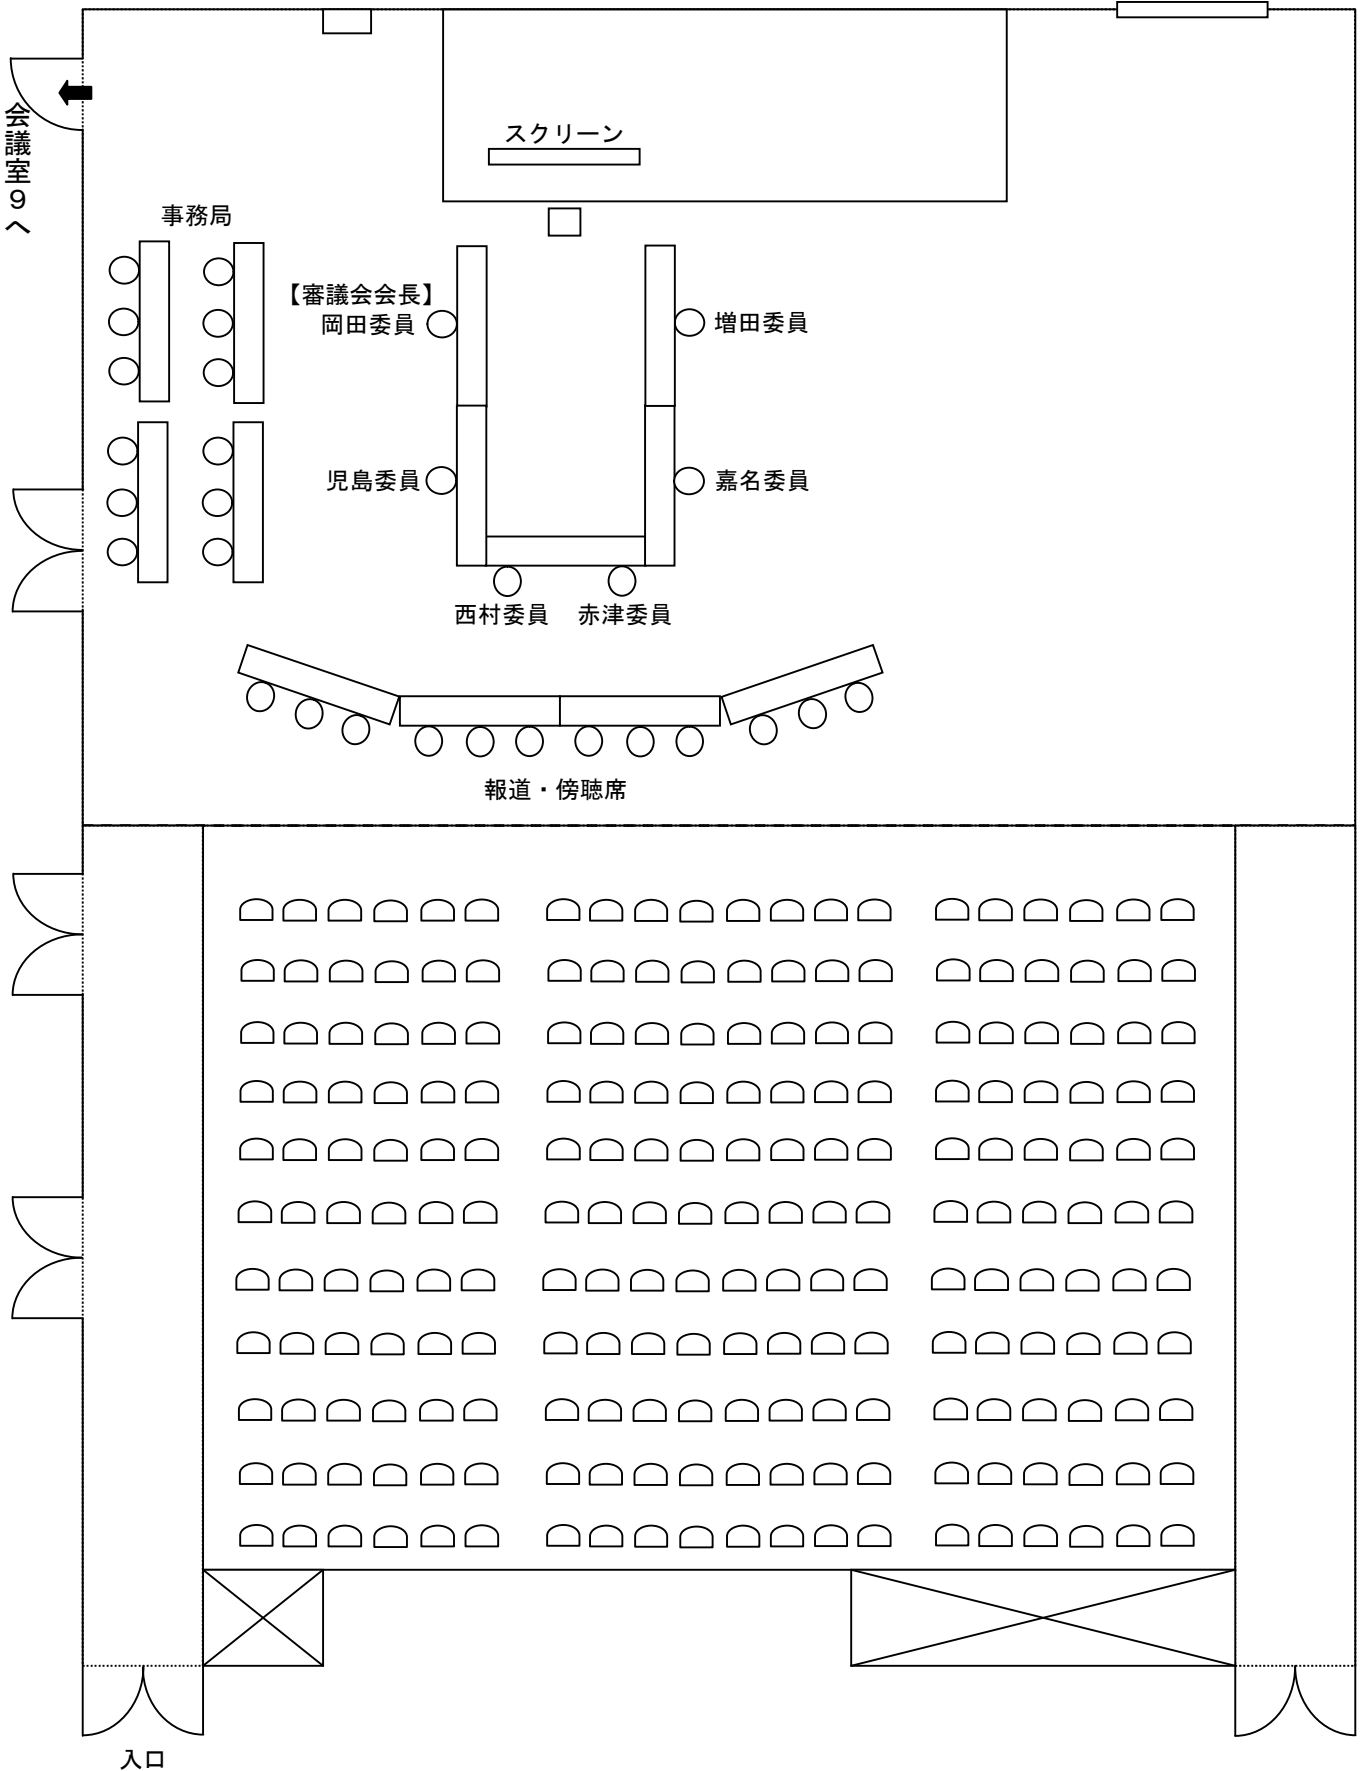 会議室９へ
スクリーン
事務局
【審議会会長】
岡田委員
増田委員
児島委員
嘉名委員
西村委員
赤津委員
報道・傍聴席
入口